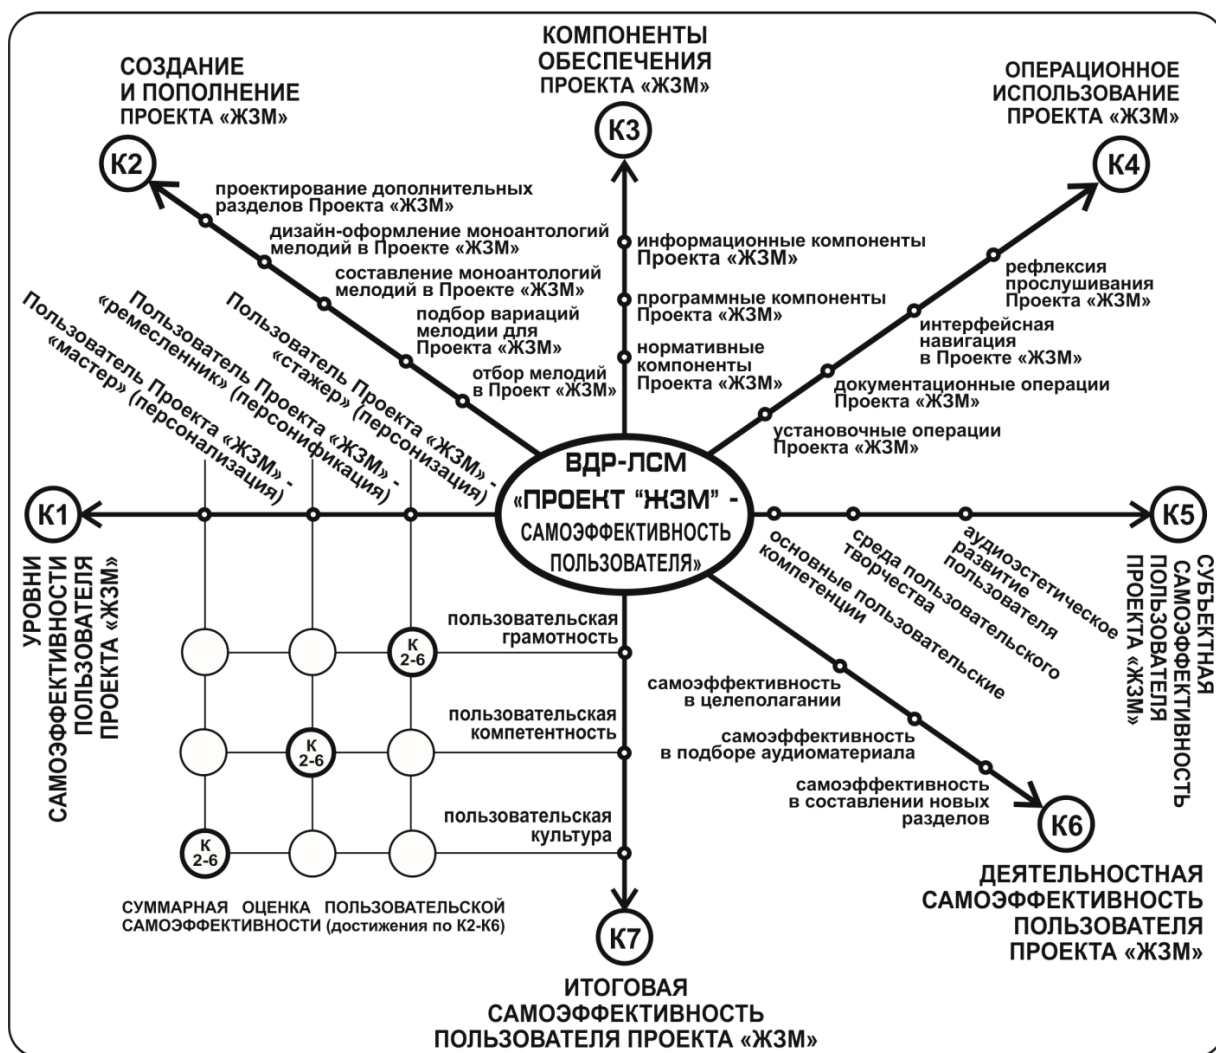 СОЗДАНИЕ
И ПОПОЛНЕНИЕ
ПРОЕКТА «ЖЗМ»
К2
КОМПОНЕНТЫ
ОБЕСПЕЧЕНИЯ
ПРОЕКТА «ЖЗМ»
К3
ОПЕРАЦИОННОЕ
ИСПОЛЬЗОВАНИЕ
ПРОЕКТА «ЖЗМ»
К4
проектирование дополнительных
разделов Проекта «ЖЗМ»
дизайн-оформление моноантологий
мелодий в Проекте «ЖЗМ»
составление моноантологий
мелодий в Проекте «ЖЗМ»
подбор вариаций
мелодии для
Проекта «ЖЗМ»
отбор мелодий
в Проект «ЖЗМ»
информационные компоненты
Проекта «ЖЗМ»
программные компоненты
Проекта «ЖЗМ»
нормативные
компоненты
Проекта «ЖЗМ»
рефлексия
прослушивания
Проекта «ЖЗМ»
интерфейсная
навигация
в Проекте «ЖЗМ»
документационные операции
Проекта «ЖЗМ»
установочные операции
Проекта «ЖЗМ»
Пользователь Проекта «ЖЗМ» -
«мастер» (персонализация)
Пользователь Проекта «ЖЗМ» -
«ремесленник» (персонификация)
Пользователь Проекта «ЖЗМ» -
«стажер» (персонизация)
ВДР-ЛСМ
«ПРОЕКТ "ЖЗМ" -
САМОЭФФЕКТИВНОСТЬ
ПОЛЬЗОВАТЕЛЯ»
К1
УРОВНИ
САМОЭФФЕКТИВНОСТИ
ПОЛЬЗОВАТЕЛЯ
ПРОЕКТА «ЖЗМ»
К5
СУБЪЕКТНАЯ
САМОЭФФЕКТИВНОСТЬ
ПОЛЬЗОВАТЕЛЯ
ПРОЕКТА «ЖЗМ»
основные пользовательские
компетенции
среда пользовательского
творчества
аудиоэстетическое
развитие
пользователя
пользовательская
грамотность
К
2-6
пользовательская
компетентность
К
2-6
пользовательская
культура
К
2-6
самоэффективность
в целеполагании
самоэффективность
в подборе аудиоматериала
самоэффективность
в составлении новых
разделов
К6
ДЕЯТЕЛЬНОСТНАЯ
САМОЭФФЕКТИВНОСТЬ
ПОЛЬЗОВАТЕЛЯ
ПРОЕКТА «ЖЗМ»
СУММАРНАЯ ОЦЕНКА ПОЛЬЗОВАТЕЛЬСКОЙ
САМОЭФФЕКТИВНОСТИ (достижения по К2-К6)
К7
ИТОГОВАЯ
САМОЭФФЕКТИВНОСТЬ
ПОЛЬЗОВАТЕЛЯ ПРОЕКТА «ЖЗМ»